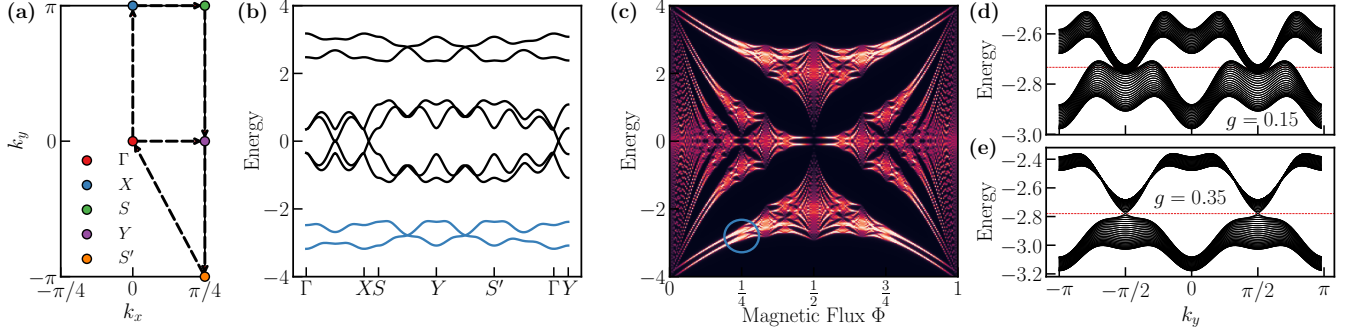 (a)
π
0
−π
k_y
−π/4
0
π/4
k_x
Γ
X
S
Y
S′
(b)
4
2
0
−2
−4
Energy
Γ
X
S
Y
S′
Γ
Y
(c)
4
2
0
−2
−4
Energy
0
1/4
1/2
3/4
1
Magnetic Flux Φ
(d)
−2.6
−2.8
−3.0
Energy
g = 0.15
(e)
−2.4
−2.6
−2.8
−3.0
−3.2
Energy
g = 0.35
−π
−π/2
0
π/2
π
k_y